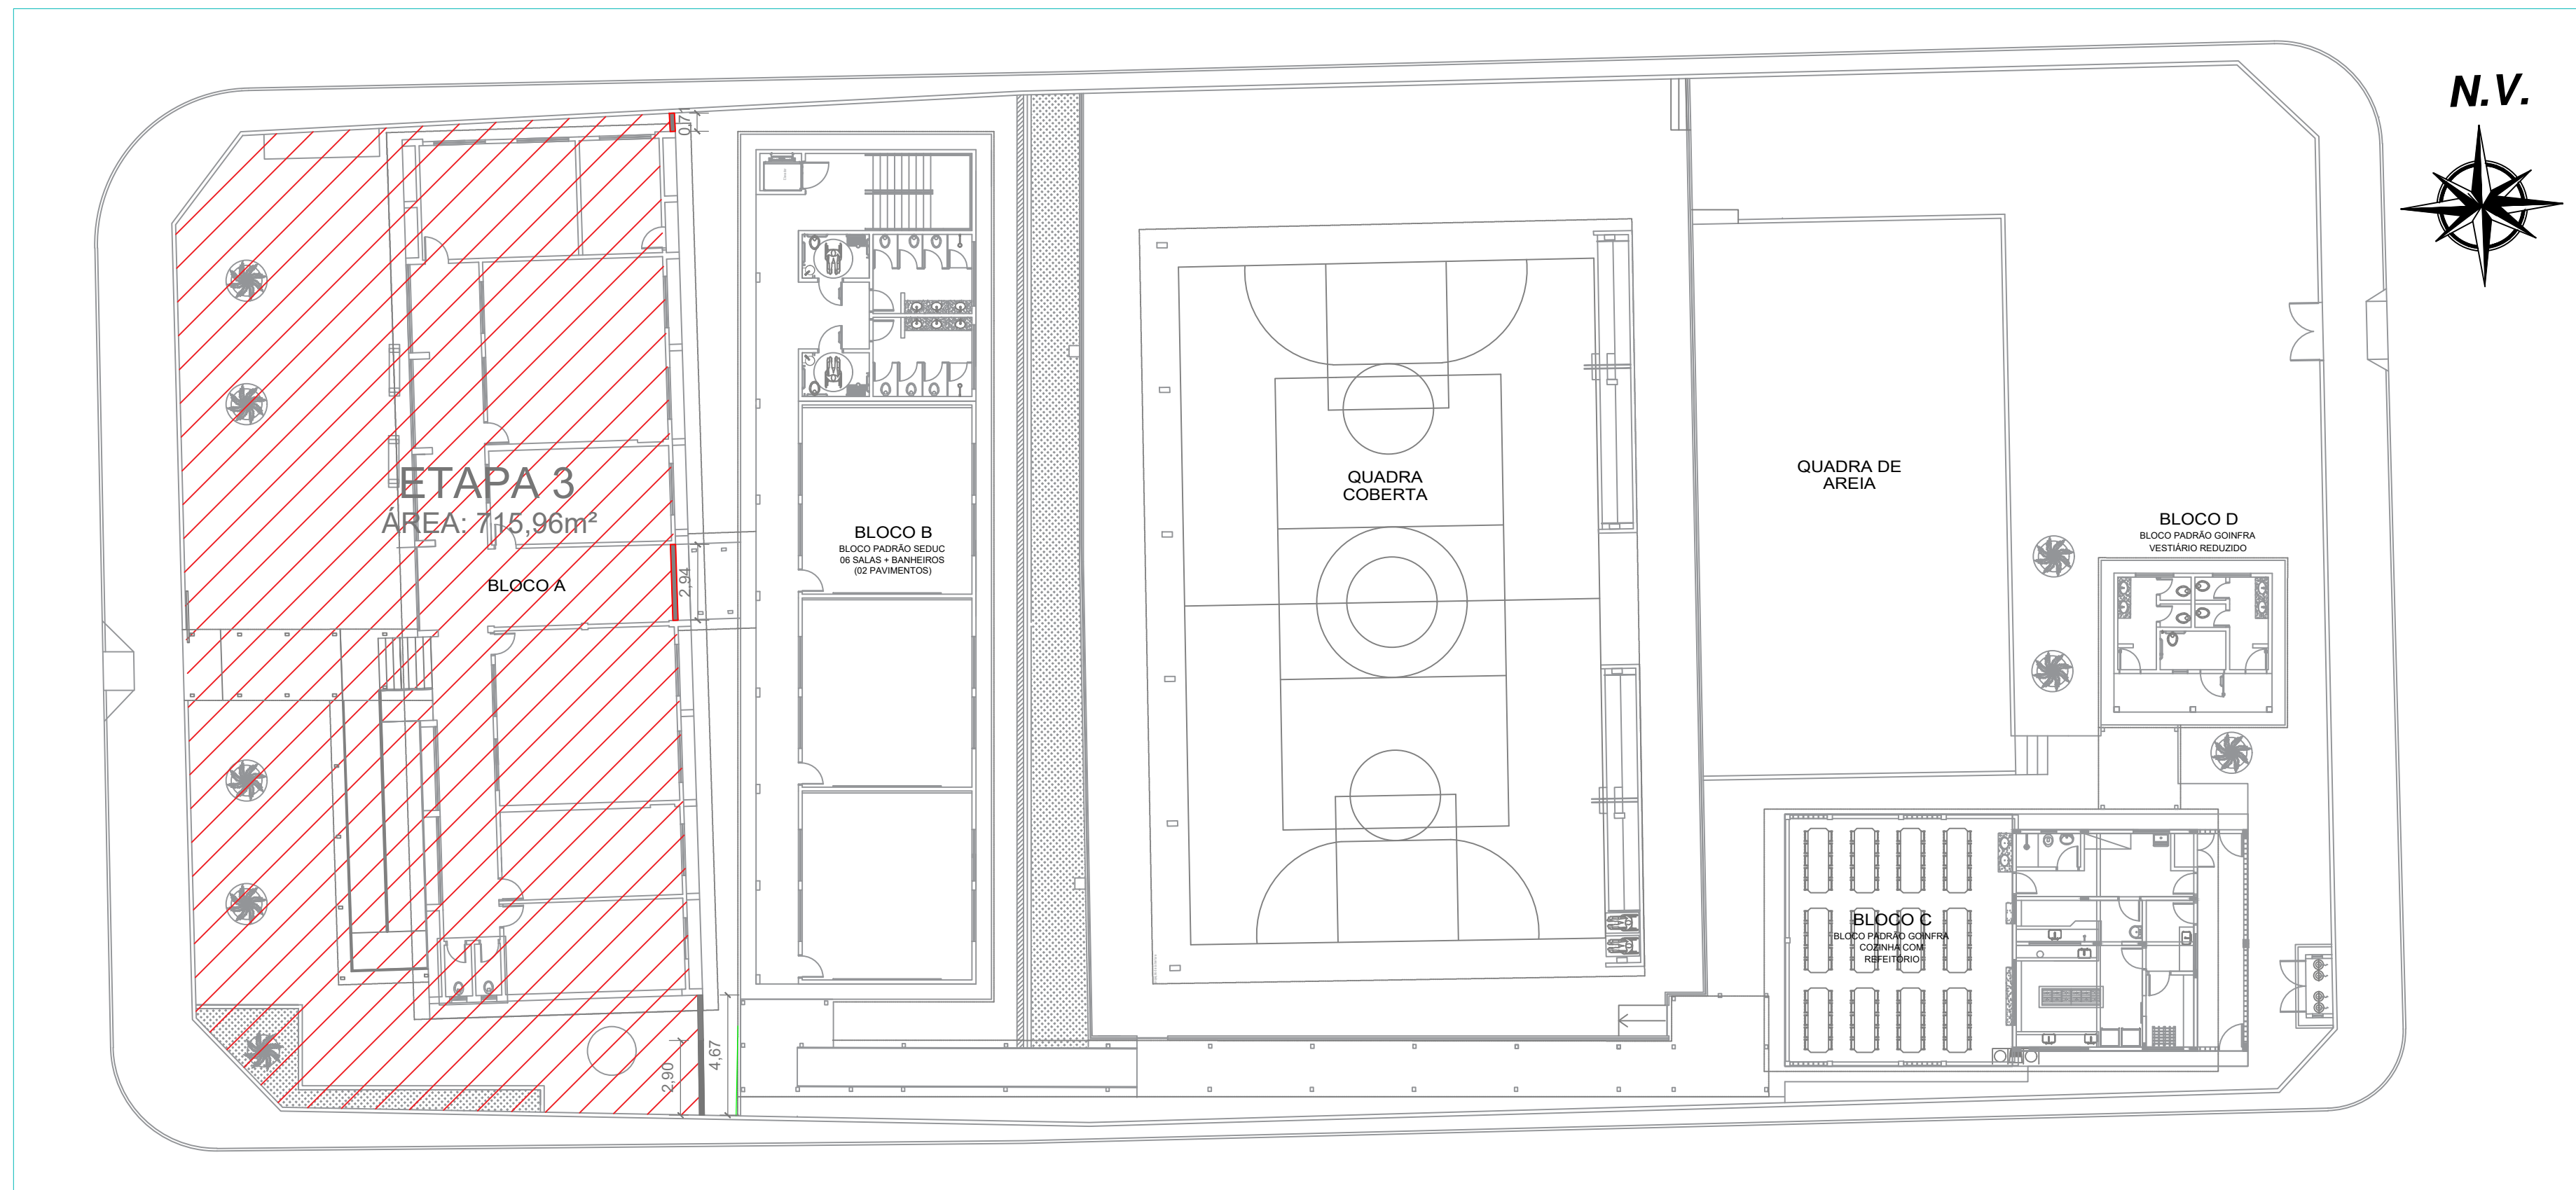 N.V.
0,71
ETAPA 3
ÁREA: 715,96m²
BLOCO A
2,94
BLOCO B
BLOCO PADRÃO SEDUC
06 SALAS + BANHEIROS
(02 PAVIMENTOS)
QUADRA
COBERTA
QUADRA DE
AREIA
BLOCO D
BLOCO PADRÃO GOINFRA
VESTIÁRIO REDUZIDO
BLOCO C
BLOCO PADRÃO GOINFRA
COZINHA COM
REFEITÓRIO
2,90
4,67